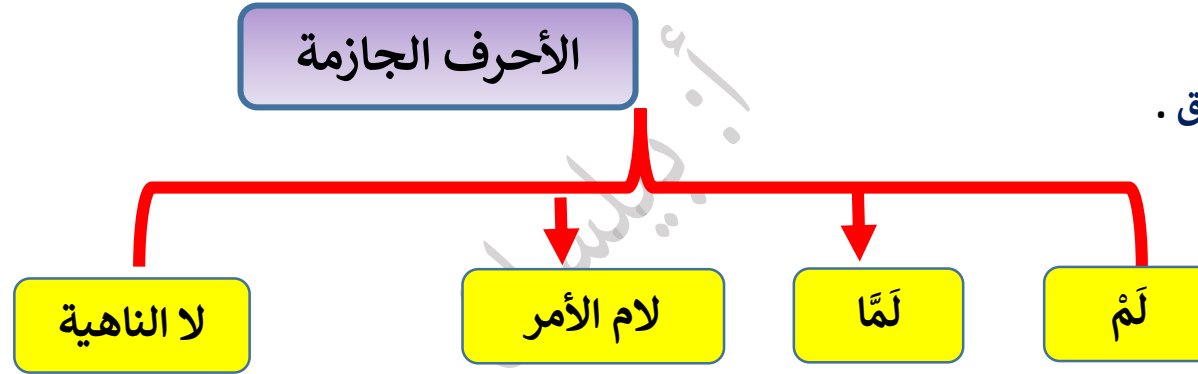 الأحرف الجازمة
ق .
لَمْ
لَمَّا
لام الأمر
لا الناهية